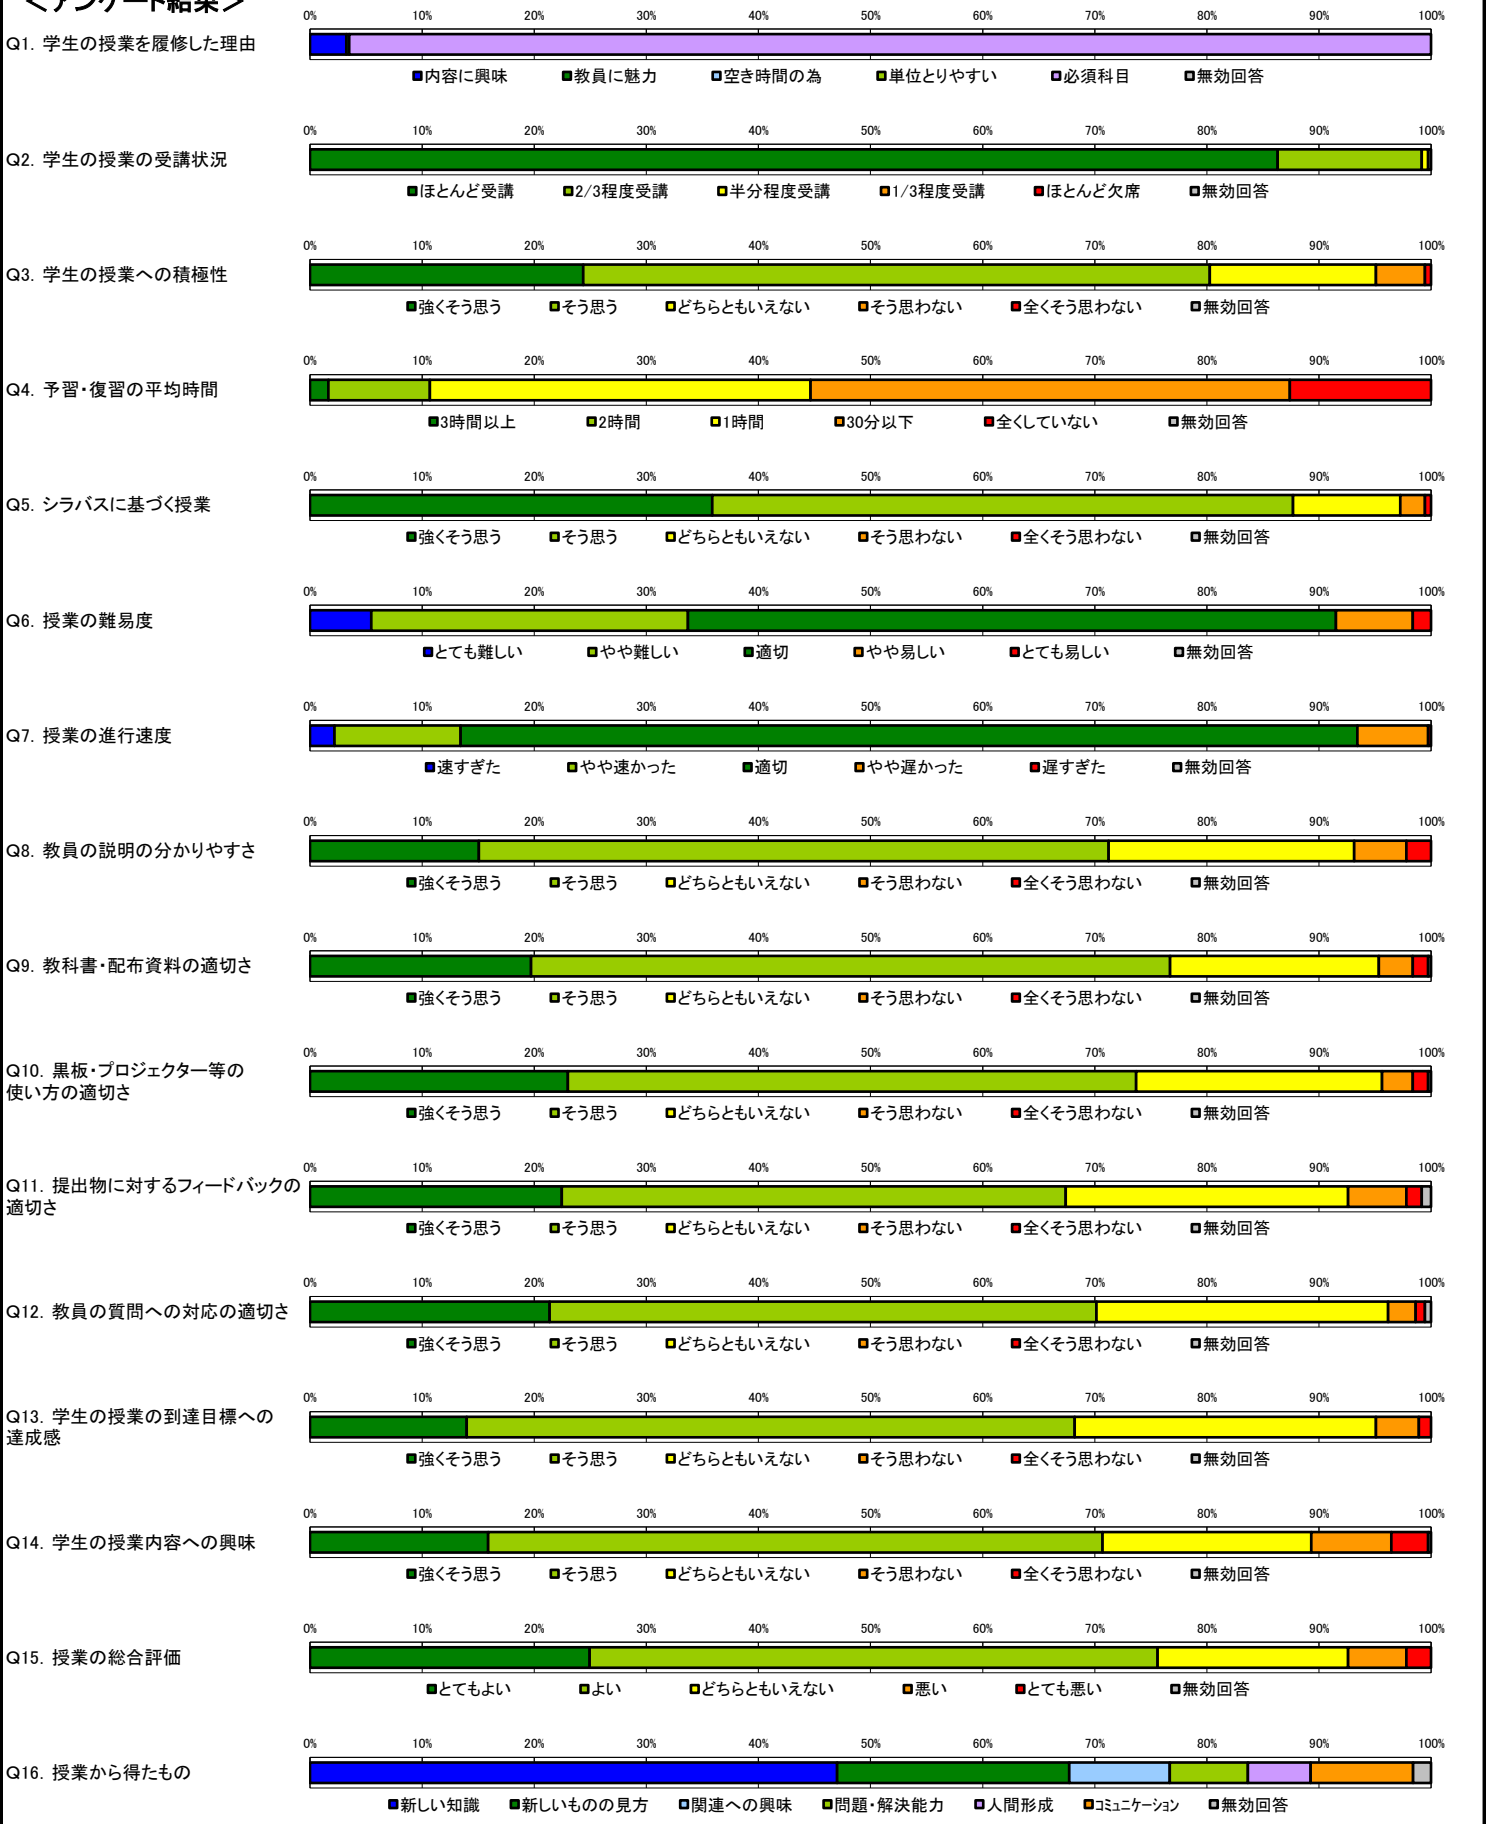 ＜アンケート結果＞
0% 10% 20% 30% 40% 50% 60% 70% 80% 90% 100%
Q1. 学生の授業を履修した理由
内容に興味 教員に魅力 空き時間の為 単位とりやすい 必須科目 無効回答
0% 10% 20% 30% 40% 50% 60% 70% 80% 90% 100%
Q2. 学生の授業の受講状況
ほとんど受講 2/3程度受講 半分程度受講 1/3程度受講 ほとんど欠席 無効回答
0% 10% 20% 30% 40% 50% 60% 70% 80% 90% 100%
Q3. 学生の授業への積極性
強くそう思う そう思う どちらともいえない そう思わない 全くそう思わない 無効回答
0% 10% 20% 30% 40% 50% 60% 70% 80% 90% 100%
Q4. 予習・復習の平均時間
3時間以上 2時間 1時間 30分以下 全くしていない 無効回答
0% 10% 20% 30% 40% 50% 60% 70% 80% 90% 100%
Q5. シラバスに基づく授業
強くそう思う そう思う どちらともいえない そう思わない 全くそう思わない 無効回答
0% 10% 20% 30% 40% 50% 60% 70% 80% 90% 100%
Q6. 授業の難易度
とても難しい やや難しい 適切 やや易しい とても易しい 無効回答
0% 10% 20% 30% 40% 50% 60% 70% 80% 90% 100%
Q7. 授業の進行速度
速すぎた やや速かった 適切 やや遅かった 遅すぎた 無効回答
0% 10% 20% 30% 40% 50% 60% 70% 80% 90% 100%
Q8. 教員の説明の分かりやすさ
強くそう思う そう思う どちらともいえない そう思わない 全くそう思わない 無効回答
0% 10% 20% 30% 40% 50% 60% 70% 80% 90% 100%
Q9. 教科書・配布資料の適切さ
強くそう思う そう思う どちらともいえない そう思わない 全くそう思わない 無効回答
0% 10% 20% 30% 40% 50% 60% 70% 80% 90% 100%
Q10. 黒板・プロジェクター等の
使い方の適切さ
強くそう思う そう思う どちらともいえない そう思わない 全くそう思わない 無効回答
0% 10% 20% 30% 40% 50% 60% 70% 80% 90% 100%
Q11. 提出物に対するフィードバックの
適切さ
強くそう思う そう思う どちらともいえない そう思わない 全くそう思わない 無効回答
0% 10% 20% 30% 40% 50% 60% 70% 80% 90% 100%
Q12. 教員の質問への対応の適切さ
強くそう思う そう思う どちらともいえない そう思わない 全くそう思わない 無効回答
0% 10% 20% 30% 40% 50% 60% 70% 80% 90% 100%
Q13. 学生の授業の到達目標への
達成感
強くそう思う そう思う どちらともいえない そう思わない 全くそう思わない 無効回答
0% 10% 20% 30% 40% 50% 60% 70% 80% 90% 100%
Q14. 学生の授業内容への興味
強くそう思う そう思う どちらともいえない そう思わない 全くそう思わない 無効回答
0% 10% 20% 30% 40% 50% 60% 70% 80% 90% 100%
Q15. 授業の総合評価
とてもよい よい どちらともいえない 悪い とても悪い 無効回答
0% 10% 20% 30% 40% 50% 60% 70% 80% 90% 100%
Q16. 授業から得たもの
新しい知識 新しいものの見方 関連への興味 問題・解決能力 人間形成 ｺﾐｭﾆｹｰｼｮﾝ 無効回答